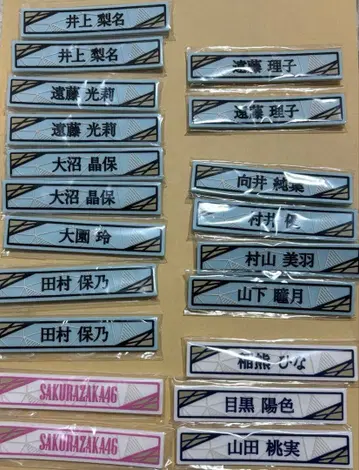 井上 梨名
井上 梨名
遠藤 光莉
遠藤 光莉
大沼 晶保
大沼 晶保
大園 玲
田村 保乃
田村 保乃
SAKURAZAKA46
SAKURAZAKA46
遠藤 理子
遠藤 理子
向井 純葉
村井 優
村山 美羽
山下 瞳月
稲熊 ひな
目黒 陽色
山田 桃実